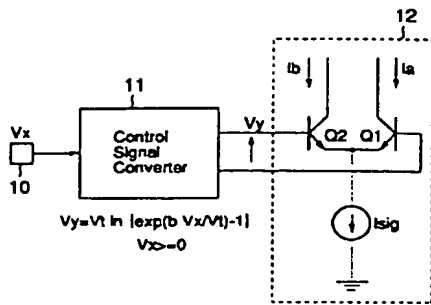 12
11
Ib
Ia
Vx
Control
Signal
Converter
Vy
Q2
Q1
10
Vy=Vt ln |exp(b Vx/Vt)-1|
Vx>=0
Isig